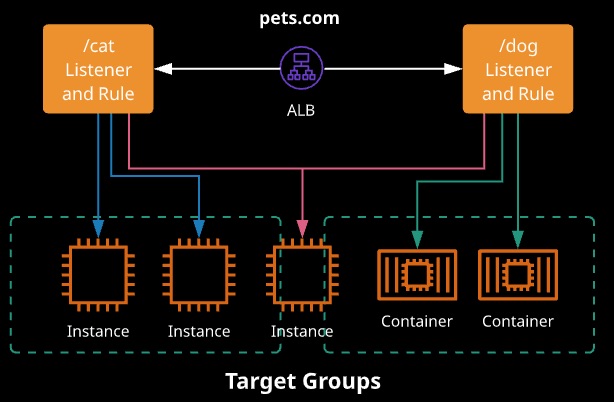 pets.com
/cat
Listener
and Rule
ALB
/dog
Listener
and Rule
Instance
Instance
Instance
Container
Container
Target Groups